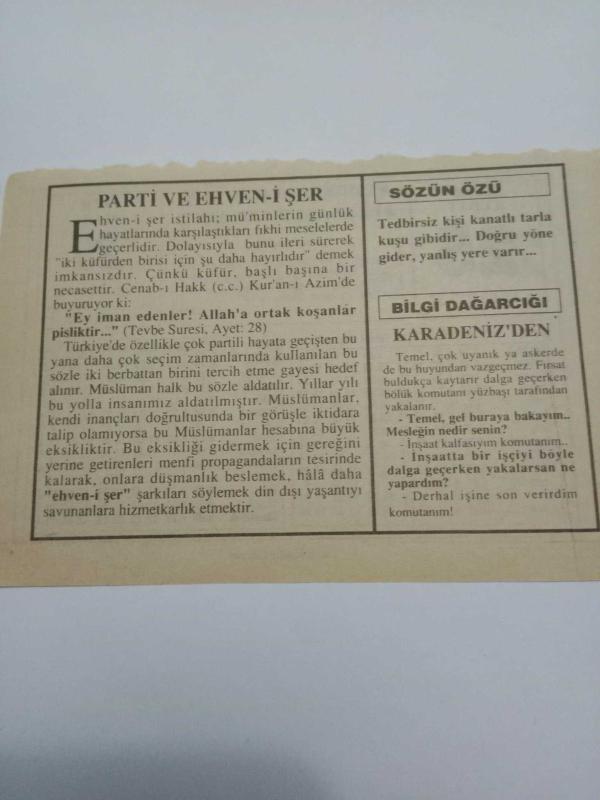 PARTİ VE EHVEN-İ ŞER
Ehven-i şer istilahı; mü'minlerin günlük
hayatlarında karşılaştıkları fıkhi meselelerde
geçerlidir. Dolayısıyla bunu ileri sürerek
"iki küfürden birisi için şu daha hayırlıdır" demek
imkansızdır. Çünkü küfür, başlı başına bir
necasettir. Cenab-ı Hakk (c.c.) Kur'an-ı Azim'de
buyuruyor ki:
"Ey iman edenler! Allah'a ortak koşanlar
pisliktir..." (Tevbe Suresi, Ayet: 28)
Türkiye'de özellikle çok partili hayata geçişten bu
yana daha çok seçim zamanlarında kullanılan bu
sözle iki berbattan birini tercih etme gayesi hedef
alınır. Müslüman halk bu sözle aldatılır. Yıllar yılı
bu yolla insanımız aldatılmıştır. Müslümanlar,
kendi inançları doğrultusunda bir görüşle iktidara
talip olamıyorsa bu Müslümanlar hesabına büyük
eksikliktir. Bu eksikliği gidermek için gereğini
yerine getirenleri menfi propagandaların tesirinde
kalarak, onlara düşmanlık beslemek, hâlâ daha
"ehven-i şer" şarkıları söylemek din dışı yaşantıyı
savunanlara hizmetkarlık etmektir.
SÖZÜN ÖZÜ
Tedbirsiz kişi kanatlı tarla
kuşu gibidir... Doğru yöne
gider, yanlış yere varır...
BİLGİ DAĞARCIĞI
KARADENİZ'DEN
Temel, çok uyanık ya askerde
de bu huyundan vazgeçmez. Fırsat
buldukça kaytarır dalga geçerken
bölük komutanı yüzbaşı tarafından
yakalanır.
- Temel, gel buraya bakayım..
Mesleğin nedir senin?
- İnşaat kalfasıyım komutanım..
- İnşaatta bir işçiyi böyle
dalga geçerken yakalarsan ne
yapardım?
- Derhal işine son verirdim
komutanım!